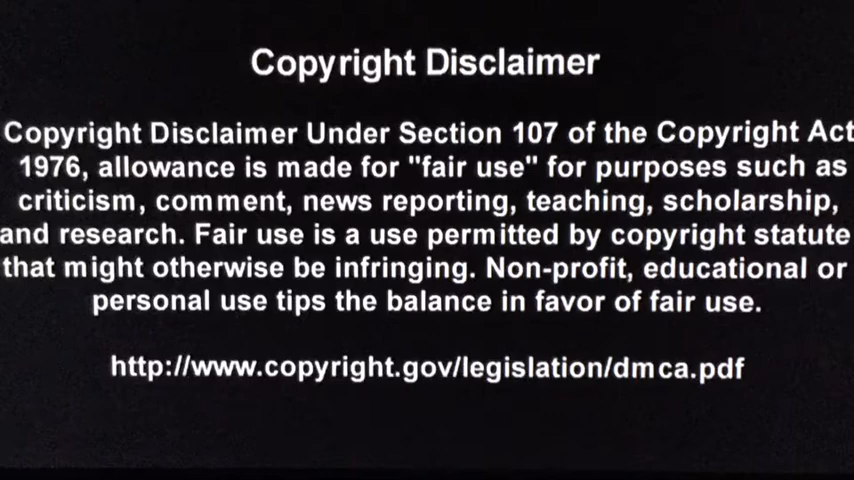 Copyright Disclaimer
Copyright Disclaimer Under Section 107 of the Copyright Act
1976, allowance is made for "fair use" for purposes such as
criticism, comment, news reporting, teaching, scholarship,
and research. Fair use is a use permitted by copyright statute
that might otherwise be infringing. Non-profit, educational or
personal use tips the balance in favor of fair use.
http://www.copyright.gov/legislation/dmca.pdf